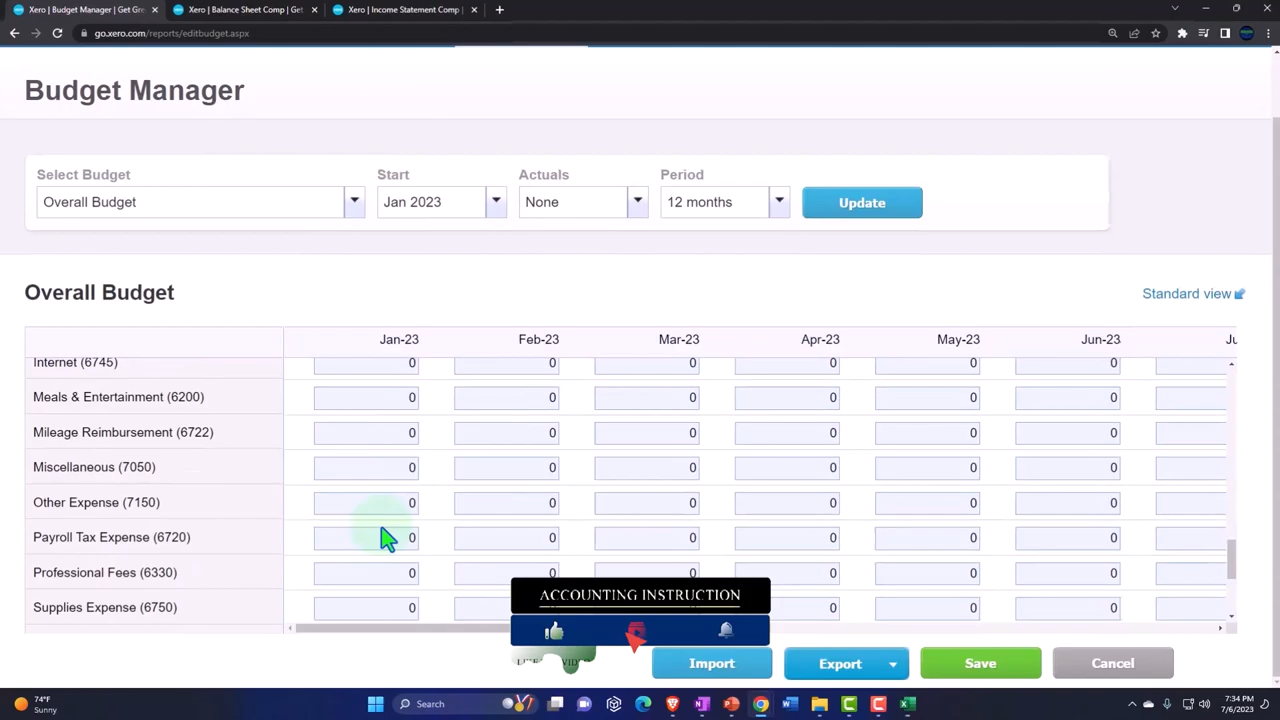 Xero | Budget Manager | Get Gr
Xero | Balance Sheet Comp | Get
Xero | Income Statement Comp |
go.xero.com/reports/editbudget.aspx
Budget Manager
Select Budget
Start
Actuals
Period
Overall Budget
Jan 2023
None
12 months
Update
Overall Budget
Standard view
Jan-23 Feb-23 Mar-23 Apr-23 May-23 Jun-23 Ju
Internet (6745) 0 0 0 0 0 0
Meals & Entertainment (6200) 0 0 0 0 0 0
Mileage Reimbursement (6722) 0 0 0 0 0 0
Miscellaneous (7050) 0 0 0 0 0 0
Other Expense (7150) 0 0 0 0 0 0
Payroll Tax Expense (6720) 0 0 0 0 0 0
Professional Fees (6330) 0 0 0 0 0 0
Supplies Expense (6750) 0 0 0 0 0
ACCOUNTING INSTRUCTION
Import
Export
Save
Cancel
74°F
Sunny
Search
7:34 PM
7/6/2023